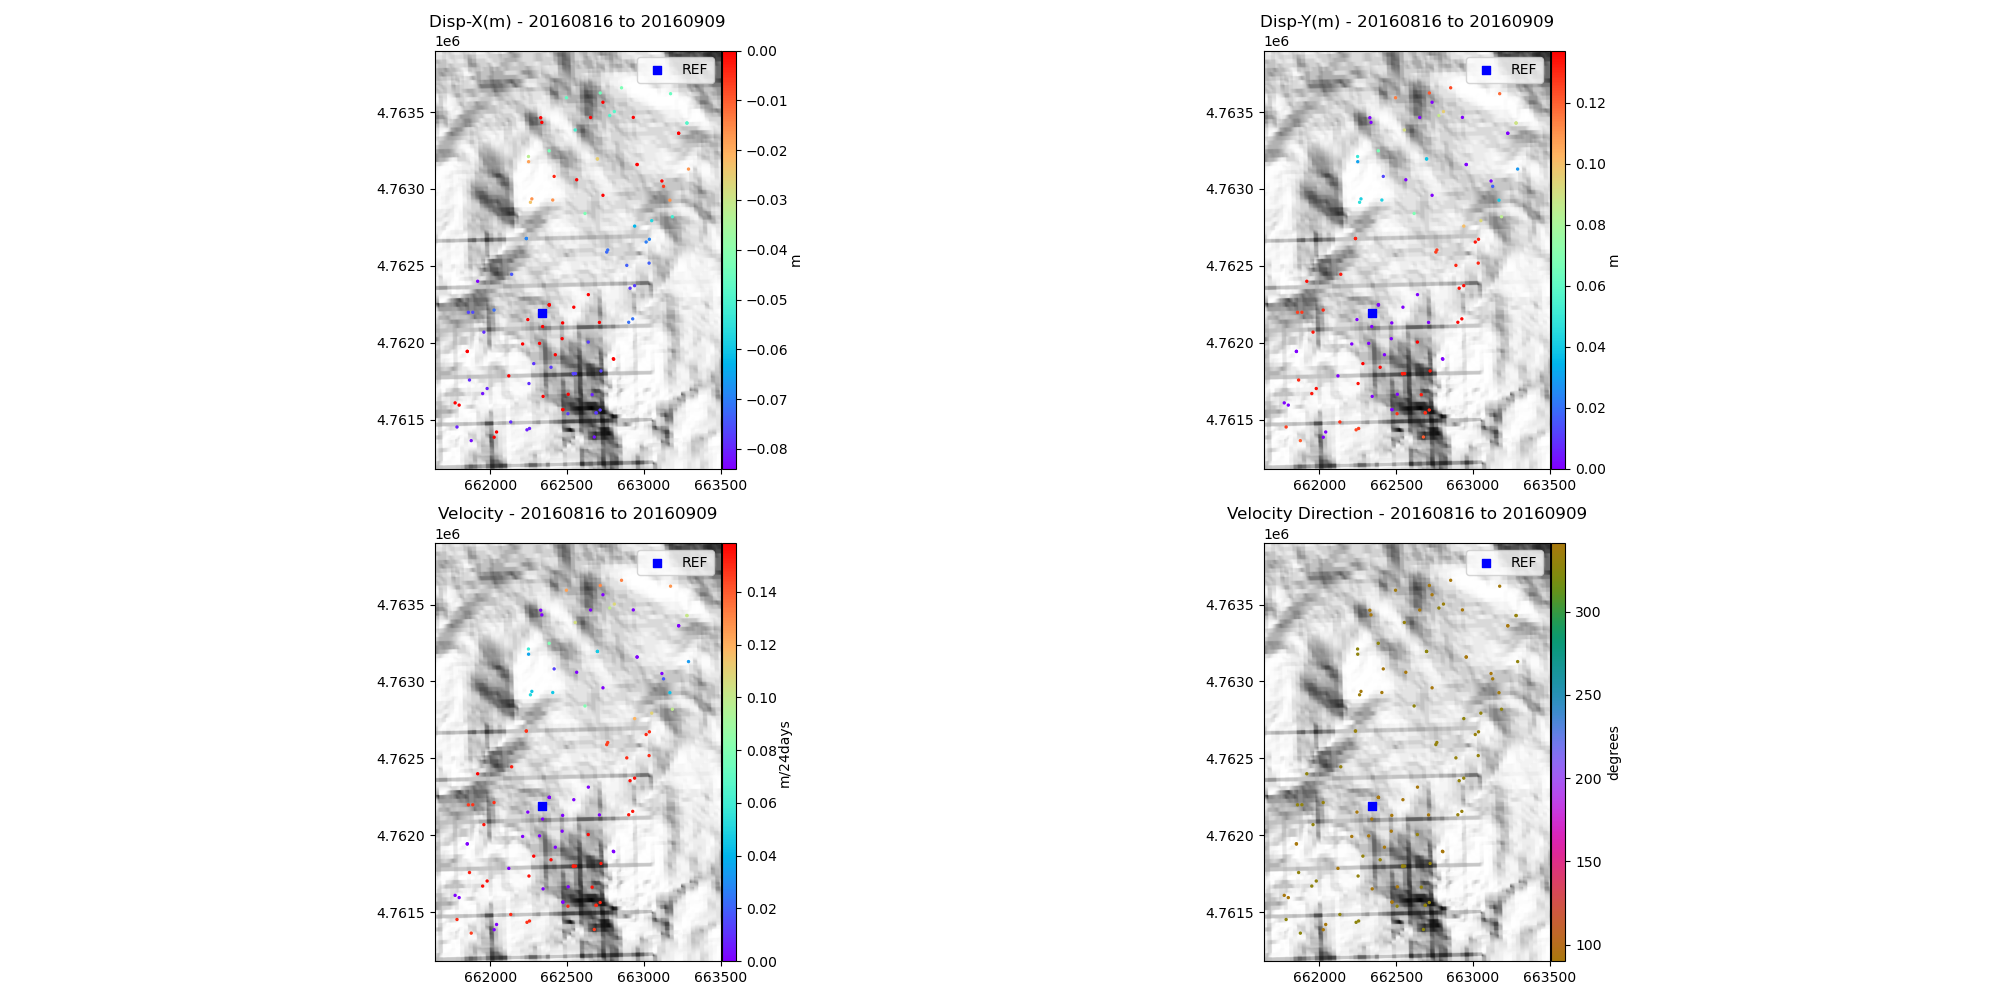 Disp-X(m) - 20160816 to 20160909
1e6
REF
4.7635
4.7630
4.7625
4.7620
4.7615
662000 662500 663000 663500
0.00
−0.01
−0.02
−0.03
−0.04
−0.05
−0.06
−0.07
−0.08
m
Disp-Y(m) - 20160816 to 20160909
1e6
REF
4.7635
4.7630
4.7625
4.7620
4.7615
662000 662500 663000 663500
0.12
0.10
0.08
0.06
0.04
0.02
0.00
m
Velocity - 20160816 to 20160909
1e6
REF
4.7635
4.7630
4.7625
4.7620
4.7615
662000 662500 663000 663500
0.14
0.12
0.10
0.08
0.06
0.04
0.02
0.00
m/24days
Velocity Direction - 20160816 to 20160909
1e6
REF
4.7635
4.7630
4.7625
4.7620
4.7615
662000 662500 663000 663500
300
250
200
150
100
degrees